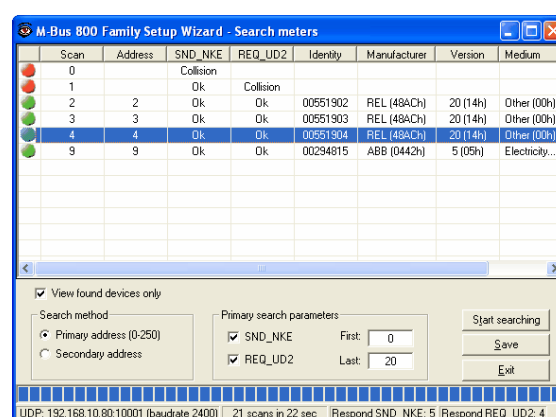 M-Bus 800 Family Setup Wizard - Search meters
Scan Address SND_NKE REQ_UD2 Identity Manufacturer Version Medium
0 Collision
1 Ok Collision
2 2 Ok Ok 00551902 REL (48ACh) 20 (14h) Other (00h)
3 3 Ok Ok 00551903 REL (48ACh) 20 (14h) Other (00h)
4 4 Ok Ok 00551904 REL (48ACh) 20 (14h) Other (00h)
9 9 Ok Ok 00294815 ABB (0442h) 5 (05h) Electricity...
View found devices only
Search method
Primary address (0-250)
Secondary address
Primary search parameters
SND_NKE First: 0
REQ_UD2 Last: 20
Start searching
Save
Exit
UDP: 192.168.10.80:10001 (baudrate 2400) 21 scans in 22 sec Respond SND_NKE: 5 Respond REQ_UD2: 4